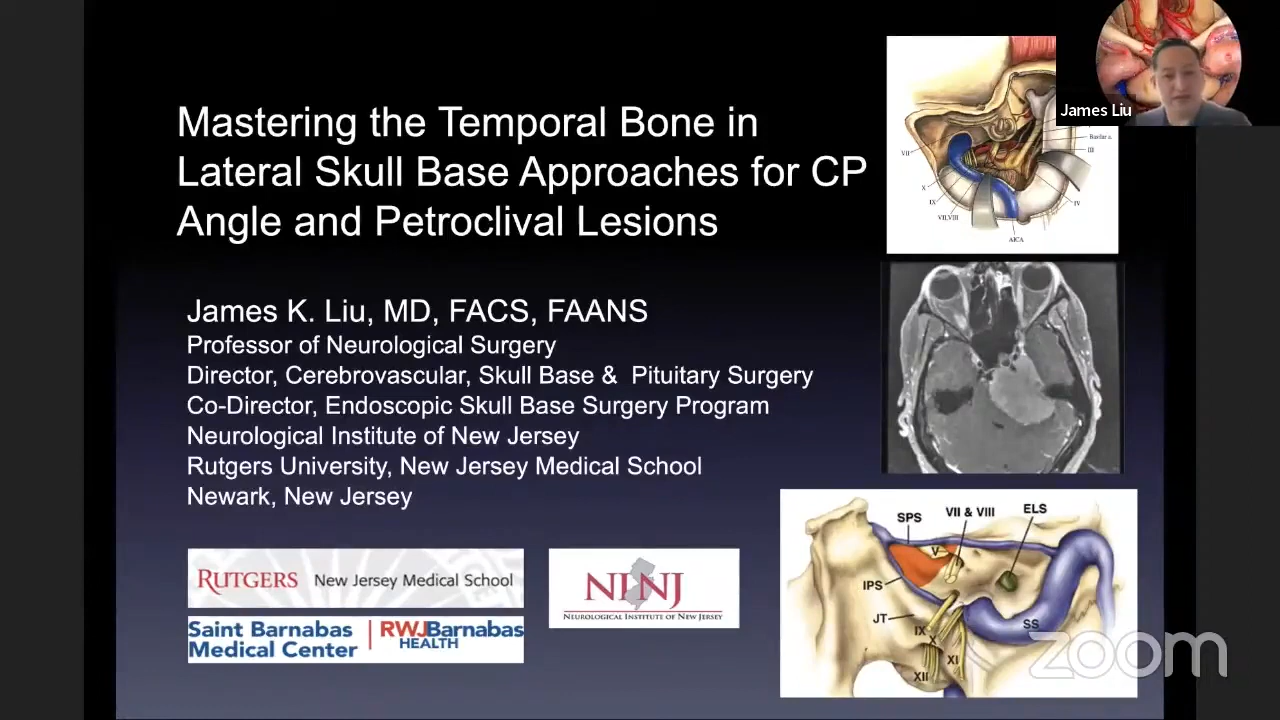 Mastering the Temporal Bone in
Lateral Skull Base Approaches for CP
Angle and Petroclival Lesions
James K. Liu, MD, FACS, FAANS
Professor of Neurological Surgery
Director, Cerebrovascular, Skull Base & Pituitary Surgery
Co-Director, Endoscopic Skull Base Surgery Program
Neurological Institute of New Jersey
Rutgers University, New Jersey Medical School
Newark, New Jersey
RUTGERS New Jersey Medical School
Saint Barnabas
Medical Center
RWJBarnabas
HEALTH
NINJ
NEUROLOGICAL INSTITUTE OF NEW JERSEY
James Liu
VII
X
IX
VII,VIII
AICA
IV
III
Basilar a.
SPS
VII & VIII
ELS
V
IPS
JT
IX
X
XI
XII
SS
zoom